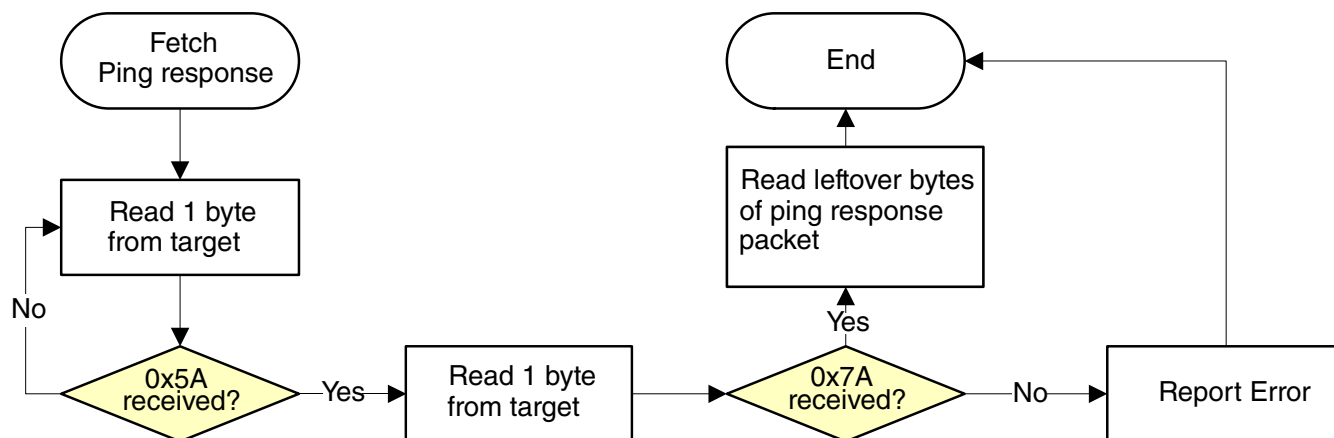 Fetch
Ping response
Read 1 byte
from target
No
0x5A
received?
Yes
Read 1 byte
from target
0x7A
received?
Yes
Read leftover bytes
of ping response
packet
End
No
Report Error